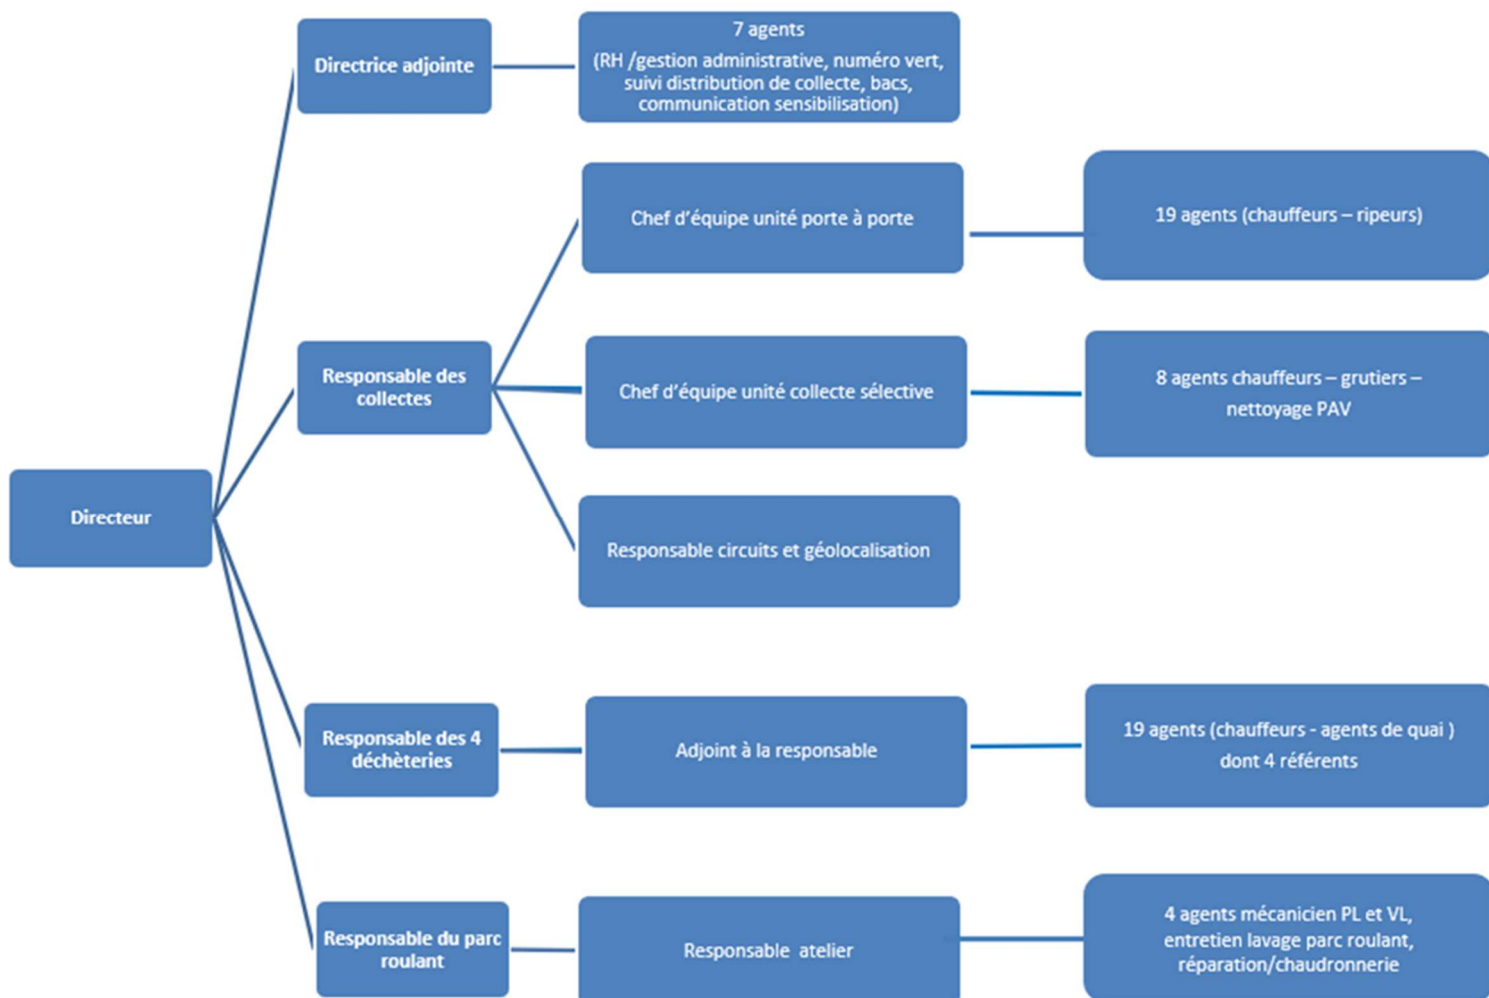 Directrice adjointe
7 agents
(RH /gestion administrative, numéro vert,
suivi distribution de collecte, bacs,
communication sensibilisation)
Chef d’équipe unité porte à porte
19 agents (chauffeurs – ripeurs)
Responsable des
collectes
Chef d’équipe unité collecte sélective
8 agents chauffeurs – grutiers –
nettoyage PAV
Directeur
Responsable circuits et géolocalisation
Responsable des 4
déchèteries
Adjoint à la responsable
19 agents (chauffeurs - agents de quai )
dont 4 référents
Responsable du parc
roulant
Responsable  atelier
4 agents mécanicien PL et VL,
entretien lavage parc roulant,
réparation/chaudronnerie